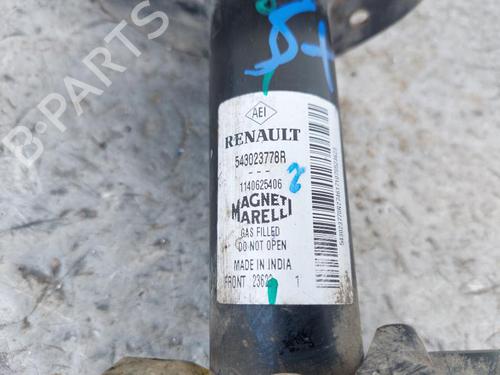 AEI
RENAULT
543023778R
- - -
1140625406
MAGNETI
MARELLI
GAS FILLED
DO NOT OPEN
MADE IN INDIA
FRONT 1
B-PARTS